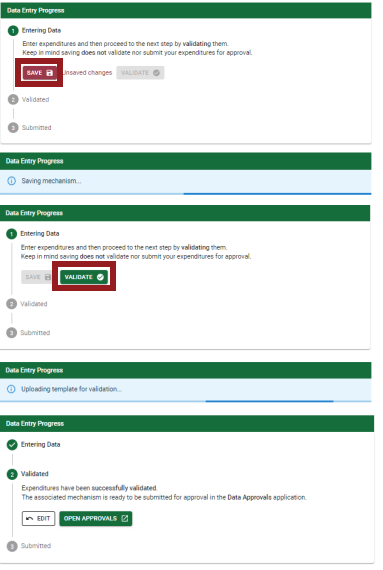 Data Entry Progress
1 Entering Data
Enter expenditures and then proceed to the next step by validating them.
Keep in mind saving does not validate nor submit your expenditures for approval.
SAVE Unsaved changes VALIDATE
2 Validated
3 Submitted
Data Entry Progress
Saving mechanism...
Data Entry Progress
1 Entering Data
Enter expenditures and then proceed to the next step by validating them.
Keep in mind saving does not validate nor submit your expenditures for approval.
SAVE VALIDATE
2 Validated
3 Submitted
Data Entry Progress
Uploading template for validation...
Data Entry Progress
Entering Data
2 Validated
Expenditures have been successfully validated.
The associated mechanism is ready to be submitted for approval in the Data Approvals application.
EDIT OPEN APPROVALS
3 Submitted